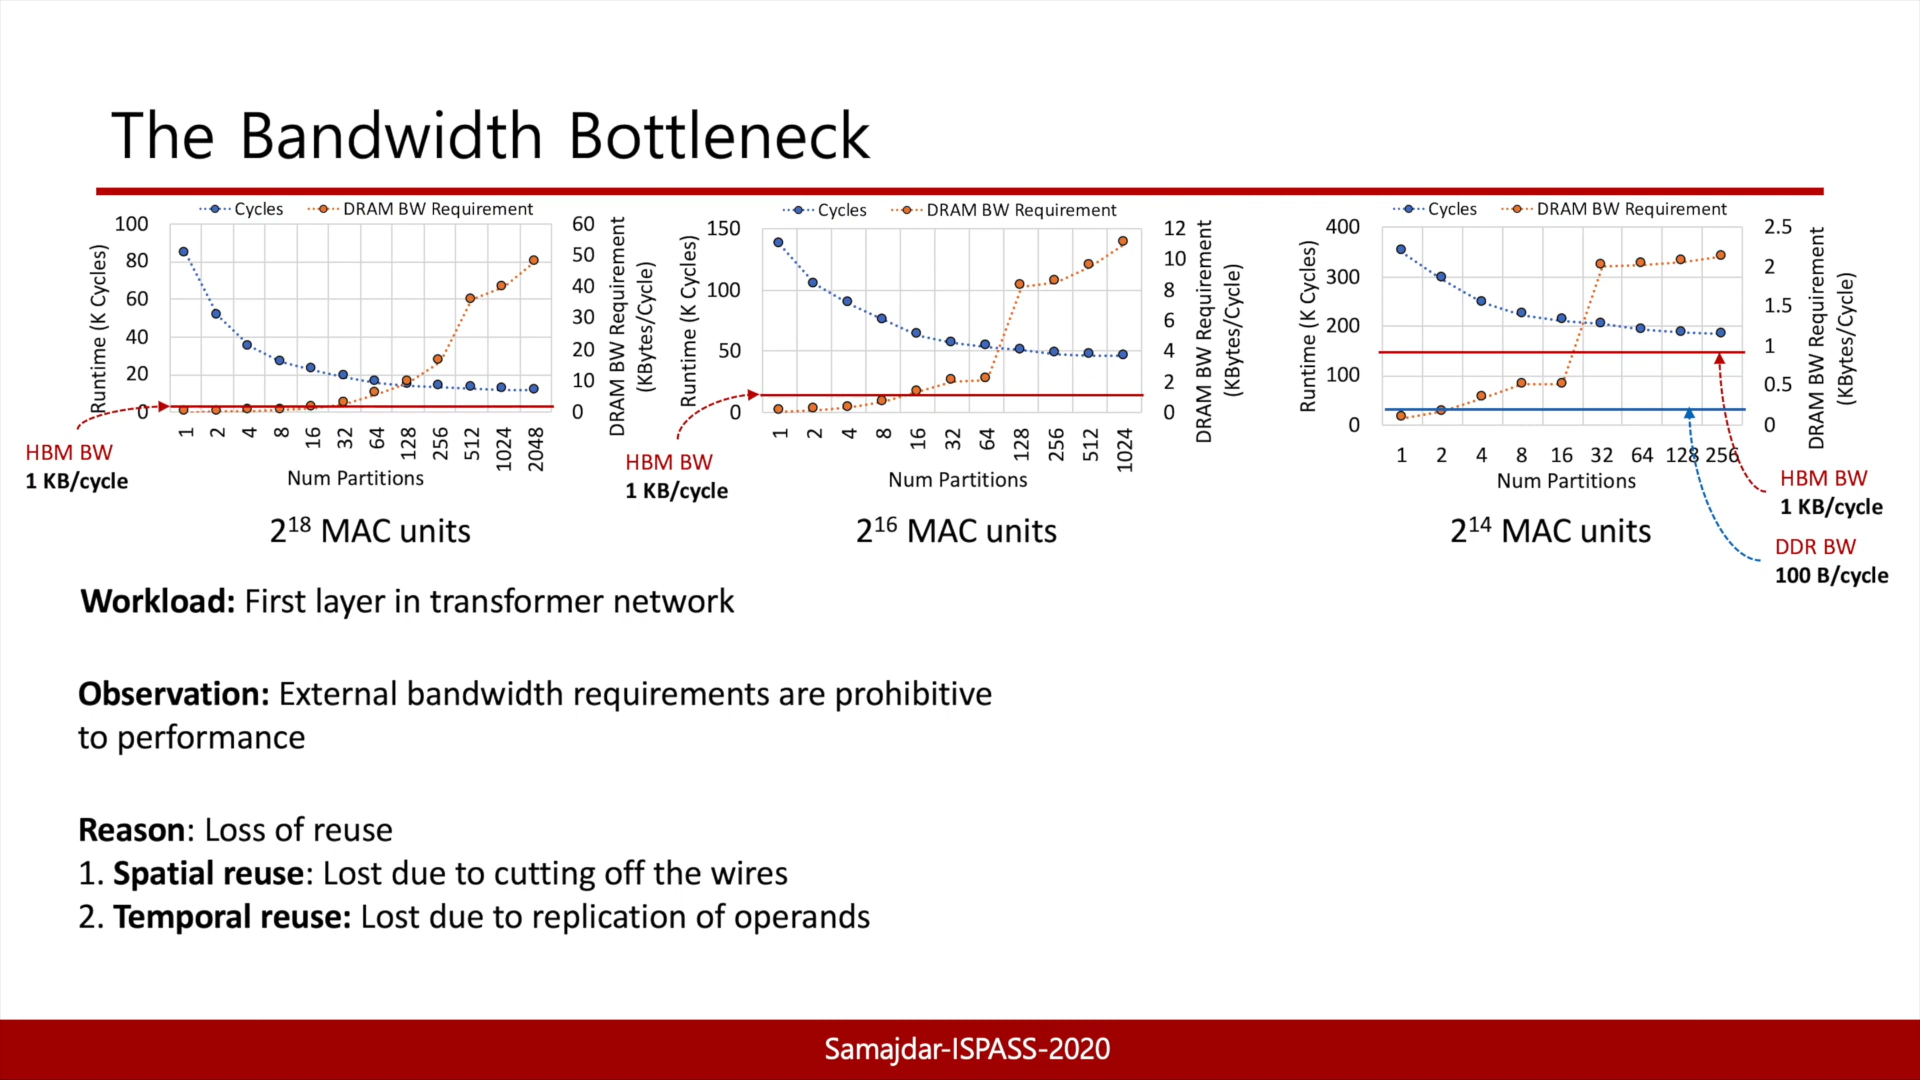 The Bandwidth Bottleneck
Cycles DRAM BW Requirement
100
80
60
40
20
0
Runtime (K Cycles)
60
50
40
30
20
10
0
DRAM BW Requirement
(KBytes/Cycle)
1 2 4 8 16 32 64 128 256 512 1024 2048
Num Partitions
HBM BW
1 KB/cycle
2¹⁸ MAC units
Cycles DRAM BW Requirement
150
100
50
0
Runtime (K Cycles)
12
10
8
6
4
2
0
DRAM BW Requirement
(KBytes/Cycle)
1 2 4 8 16 32 64 128 256 512 1024
Num Partitions
HBM BW
1 KB/cycle
2¹⁶ MAC units
Cycles DRAM BW Requirement
400
300
200
100
0
Runtime (K Cycles)
2.5
2
1.5
1
0.5
0
DRAM BW Requirement
(KBytes/Cycle)
1 2 4 8 16 32 64 128 256
Num Partitions
HBM BW
1 KB/cycle
DDR BW
100 B/cycle
2¹⁴ MAC units
Workload: First layer in transformer network
Observation: External bandwidth requirements are prohibitive
to performance
Reason: Loss of reuse
1. Spatial reuse: Lost due to cutting off the wires
2. Temporal reuse: Lost due to replication of operands
Samajdar-ISPASS-2020